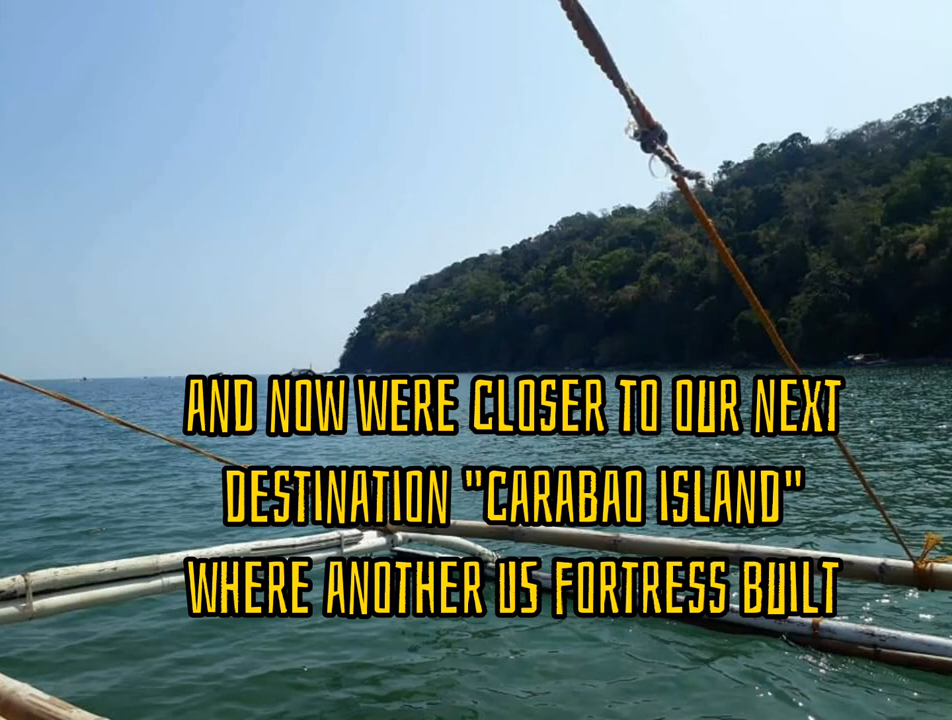 AND NOW WERE CLOSER TO OUR NEXT
DESTINATION "CARABAO ISLAND"
WHERE ANOTHER US FORTRESS BUILT